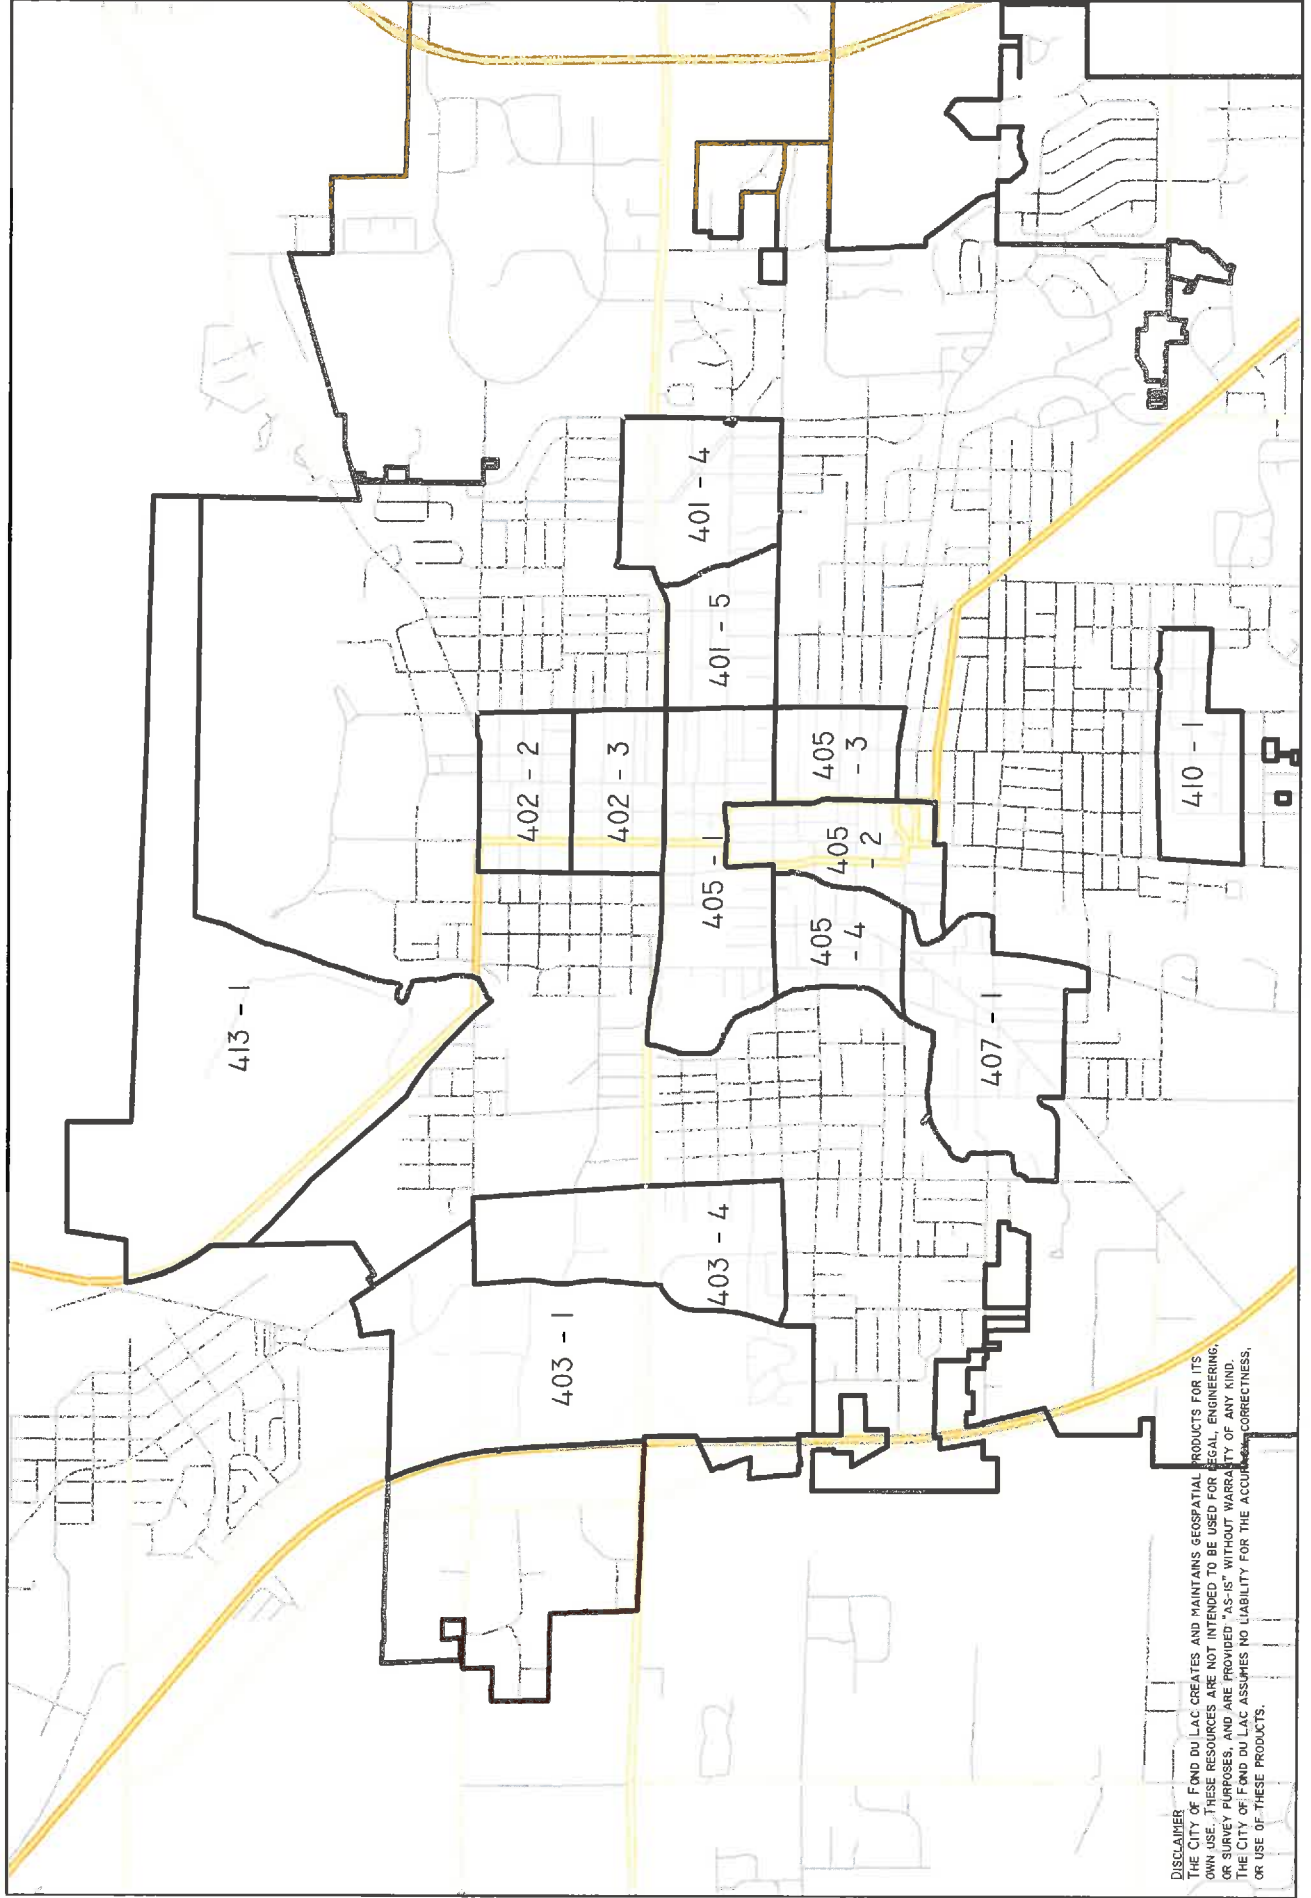 413 - 1
403 - 1
403 - 4
402 - 2
402 - 3
401 - 4
401 - 5
405 - 1
405
- 2
405
- 3
405
- 4
407 - 1
410 - 1
DISCLAIMER
THE CITY OF FOND DU LAC CREATES AND MAINTAINS GEOSPATIAL PRODUCTS FOR ITS
OWN USE. THESE RESOURCES ARE NOT INTENDED TO BE USED FOR LEGAL, ENGINEERING,
OR SURVEY PURPOSES, AND ARE PROVIDED "AS-IS" WITHOUT WARRANTY OF ANY KIND.
THE CITY OF FOND DU LAC ASSUMES NO LIABILITY FOR THE ACCURACY, CORRECTNESS,
OR USE OF THESE PRODUCTS.